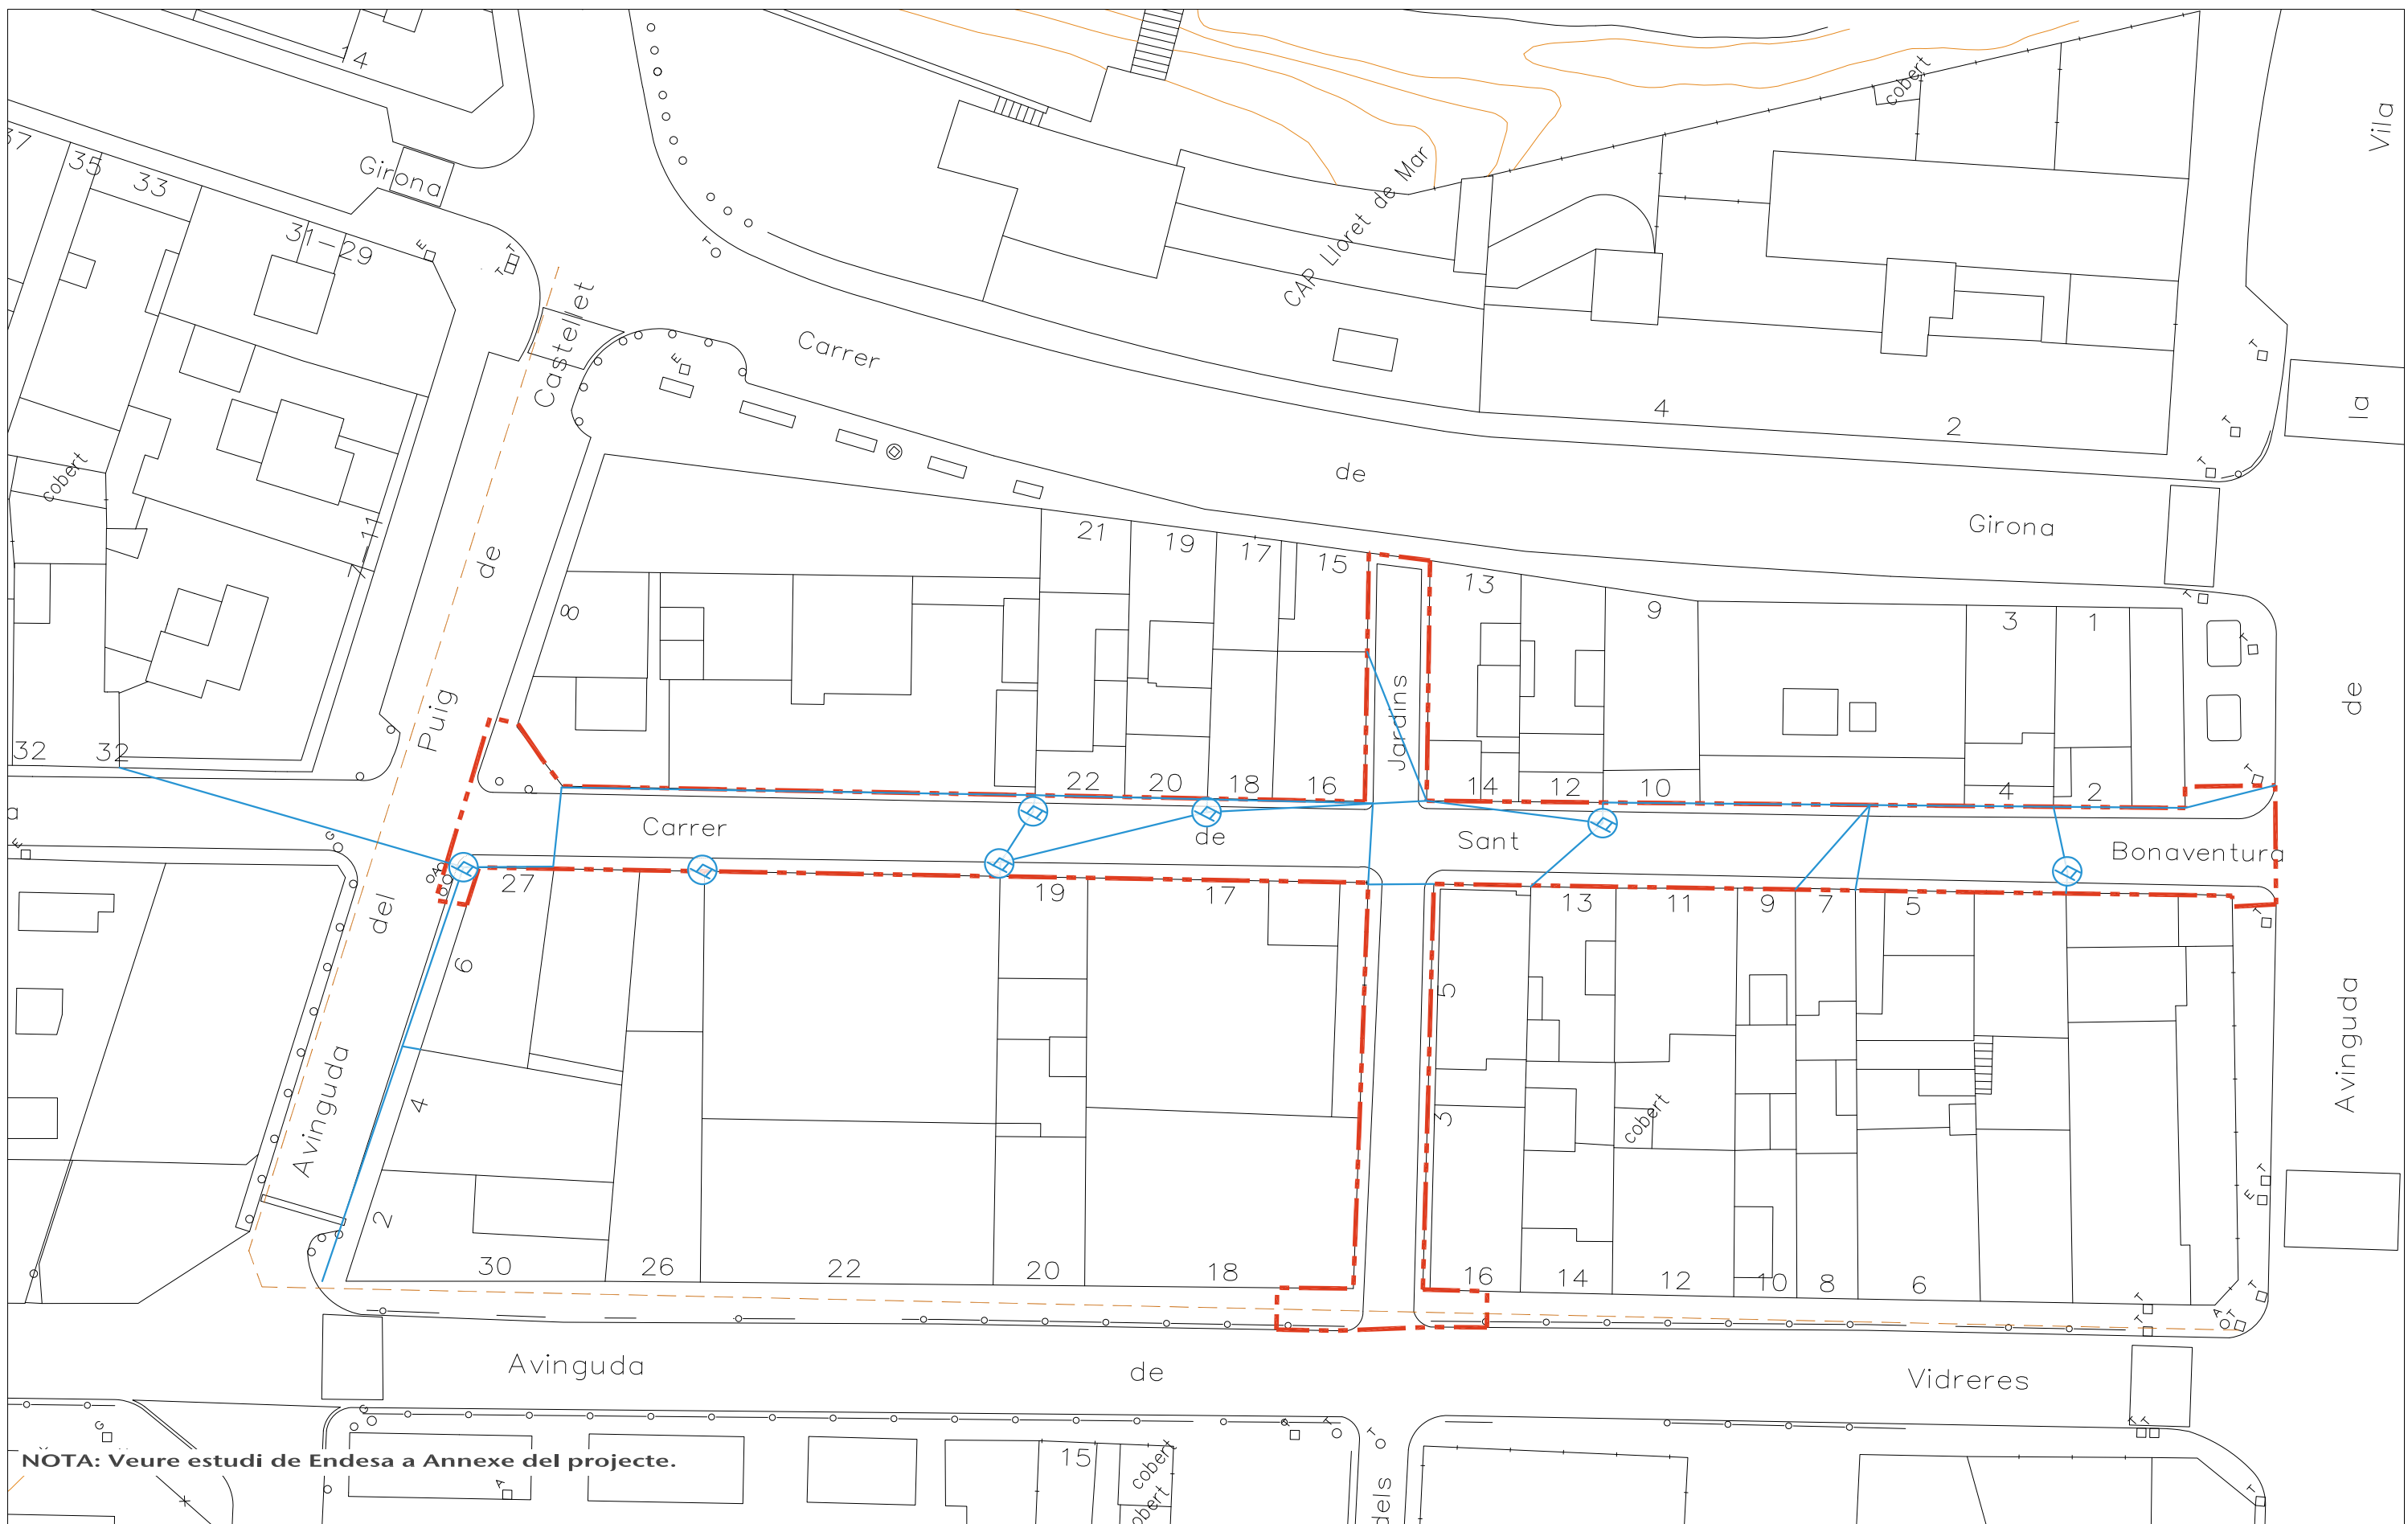 14
Vila
cobert
37
35
33
Girona
31-29
E
T
T
T
CAP Lloret de Mar
Castellet
Carrer
E
4
2
T
la
T
T
de
Girona
cobert
7-11
de
8
21
19
17
15
13
9
3
1
T
T
Jardins
de
Puig
32
32
22
20
18
16
14
12
10
4
2
T
a
Carrer
de
Sant
Bonaventura
E
G
A
27
19
17
13
11
9
7
5
T
del
6
5
Avinguda
Avinguda
4
3
cobert
T
E
2
30
26
22
20
18
16
14
12
10
8
6
T
T
T
A
T
Avinguda
de
Vidreres
G
G
T
T
T
T
15
cobert
cobert
dels
NOTA: Veure estudi de Endesa a Annexe del projecte.
A
T